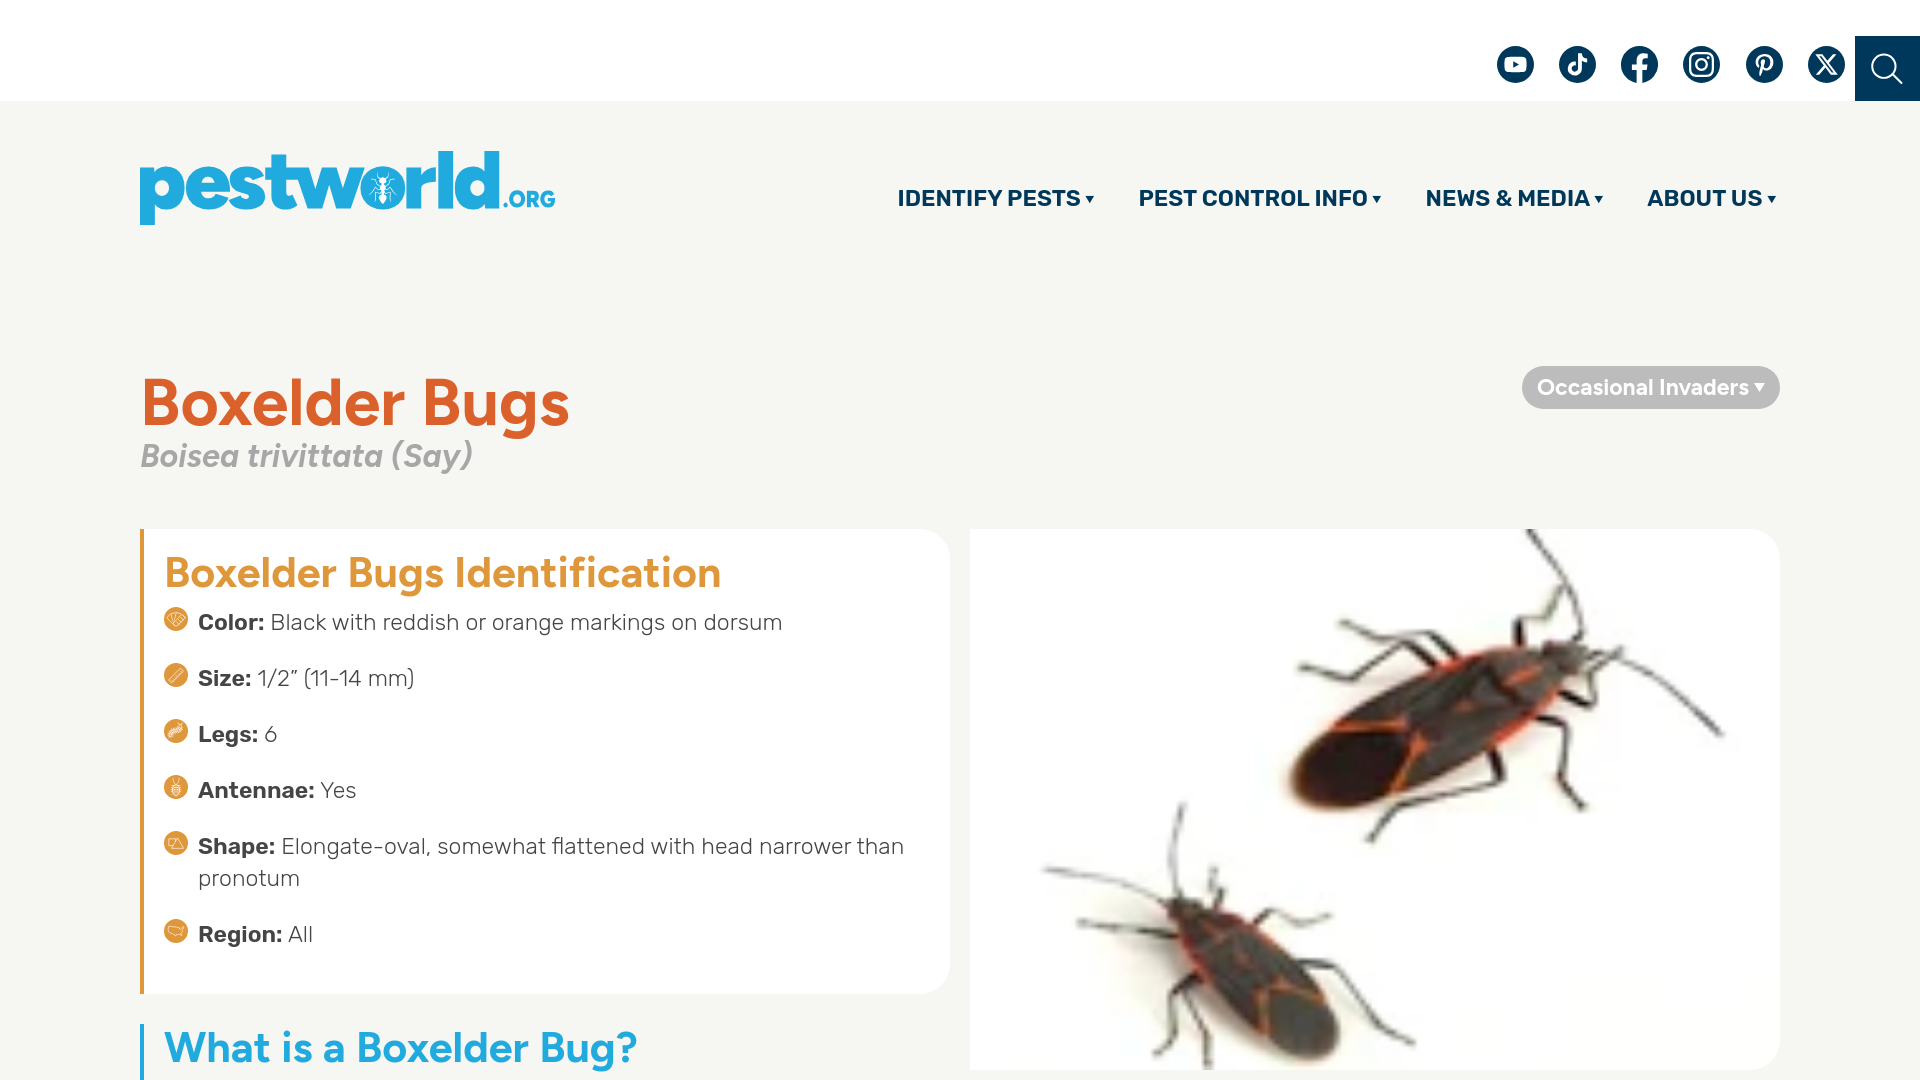 pestworld.ORG
IDENTIFY PESTS
PEST CONTROL INFO
NEWS & MEDIA
ABOUT US
Boxelder Bugs
Occasional Invaders
Boisea trivittata (Say)
Boxelder Bugs Identification
Color: Black with reddish or orange markings on dorsum
Size: 1/2” (11-14 mm)
Legs: 6
Antennae: Yes
Shape: Elongate-oval, somewhat flattened with head narrower than
pronotum
Region: All
What is a Boxelder Bug?